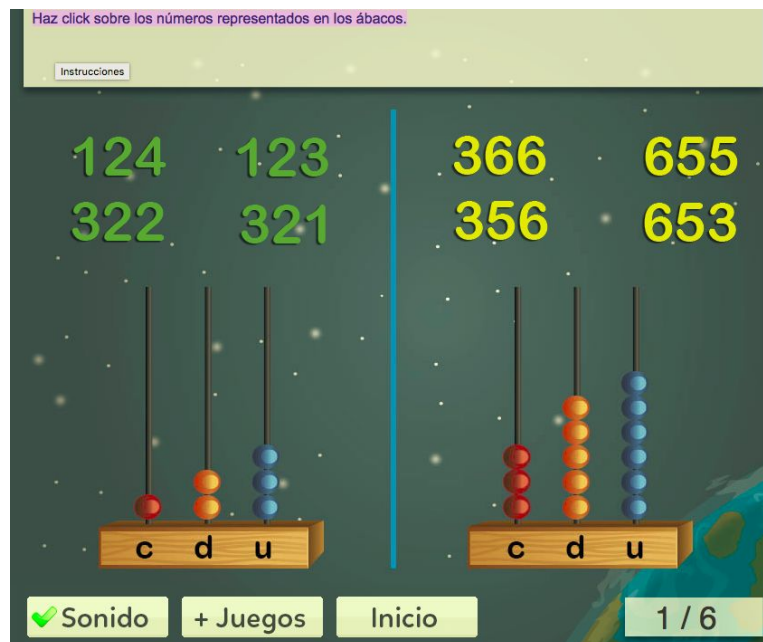 Haz click sobre los números representados en los ábacos.
Instrucciones
124 123
322 321
366 655
356 653
c d u
c d u
Sonido
+ Juegos
Inicio
1 / 6